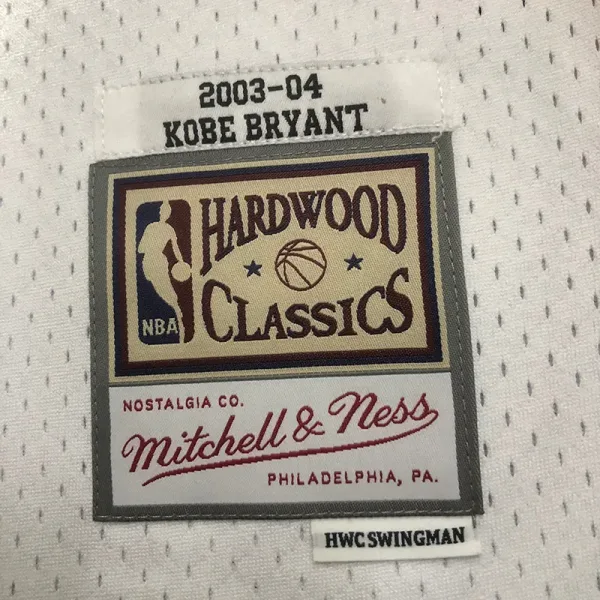 2003-04
KOBE BRYANT
HARDWOOD
CLASSICS
NBA
NOSTALGIA CO.
Mitchell & Ness
PHILADELPHIA, PA.
HWC SWINGMAN